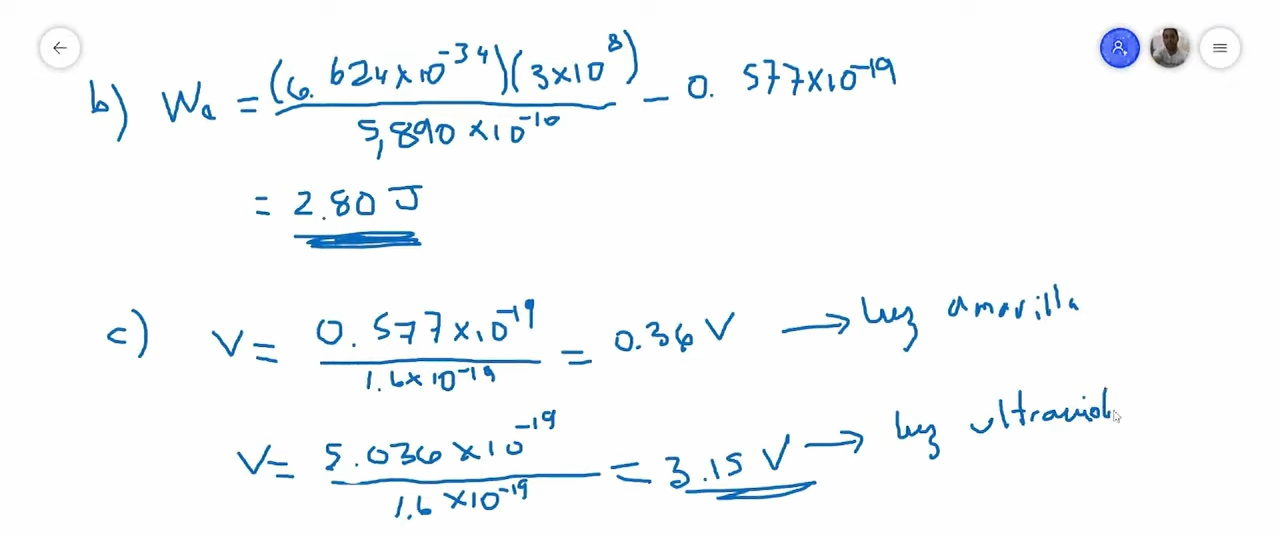 b) Wa = (6.624×10^-34)(3×10^8) / 5,890×10^-10 - 0.577×10^-19
= 2.80 J
c) V = 0.577×10^-19 / 1.6×10^-19 = 0.36 V → luz amarilla
V = 5.036×10^-19 / 1.6×10^-19 = 3.15 V → luz ultraviol